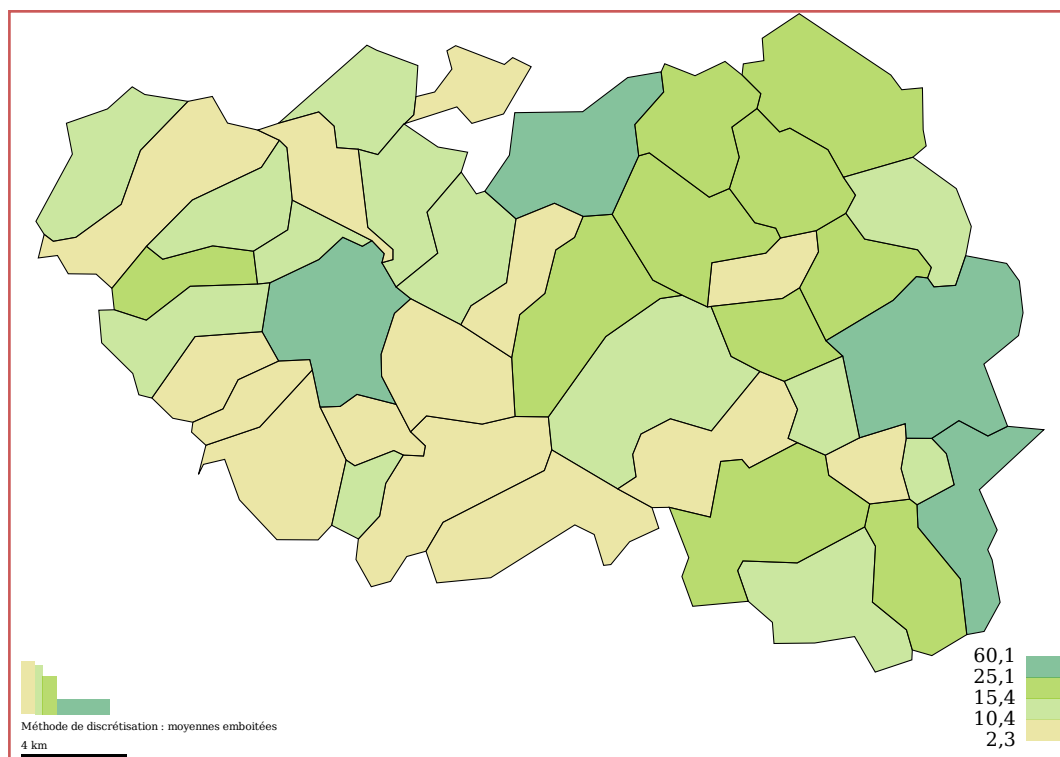 60,1
25,1
15,4
10,4
2,3
Méthode de discrétisation : moyennes emboitées
4 km